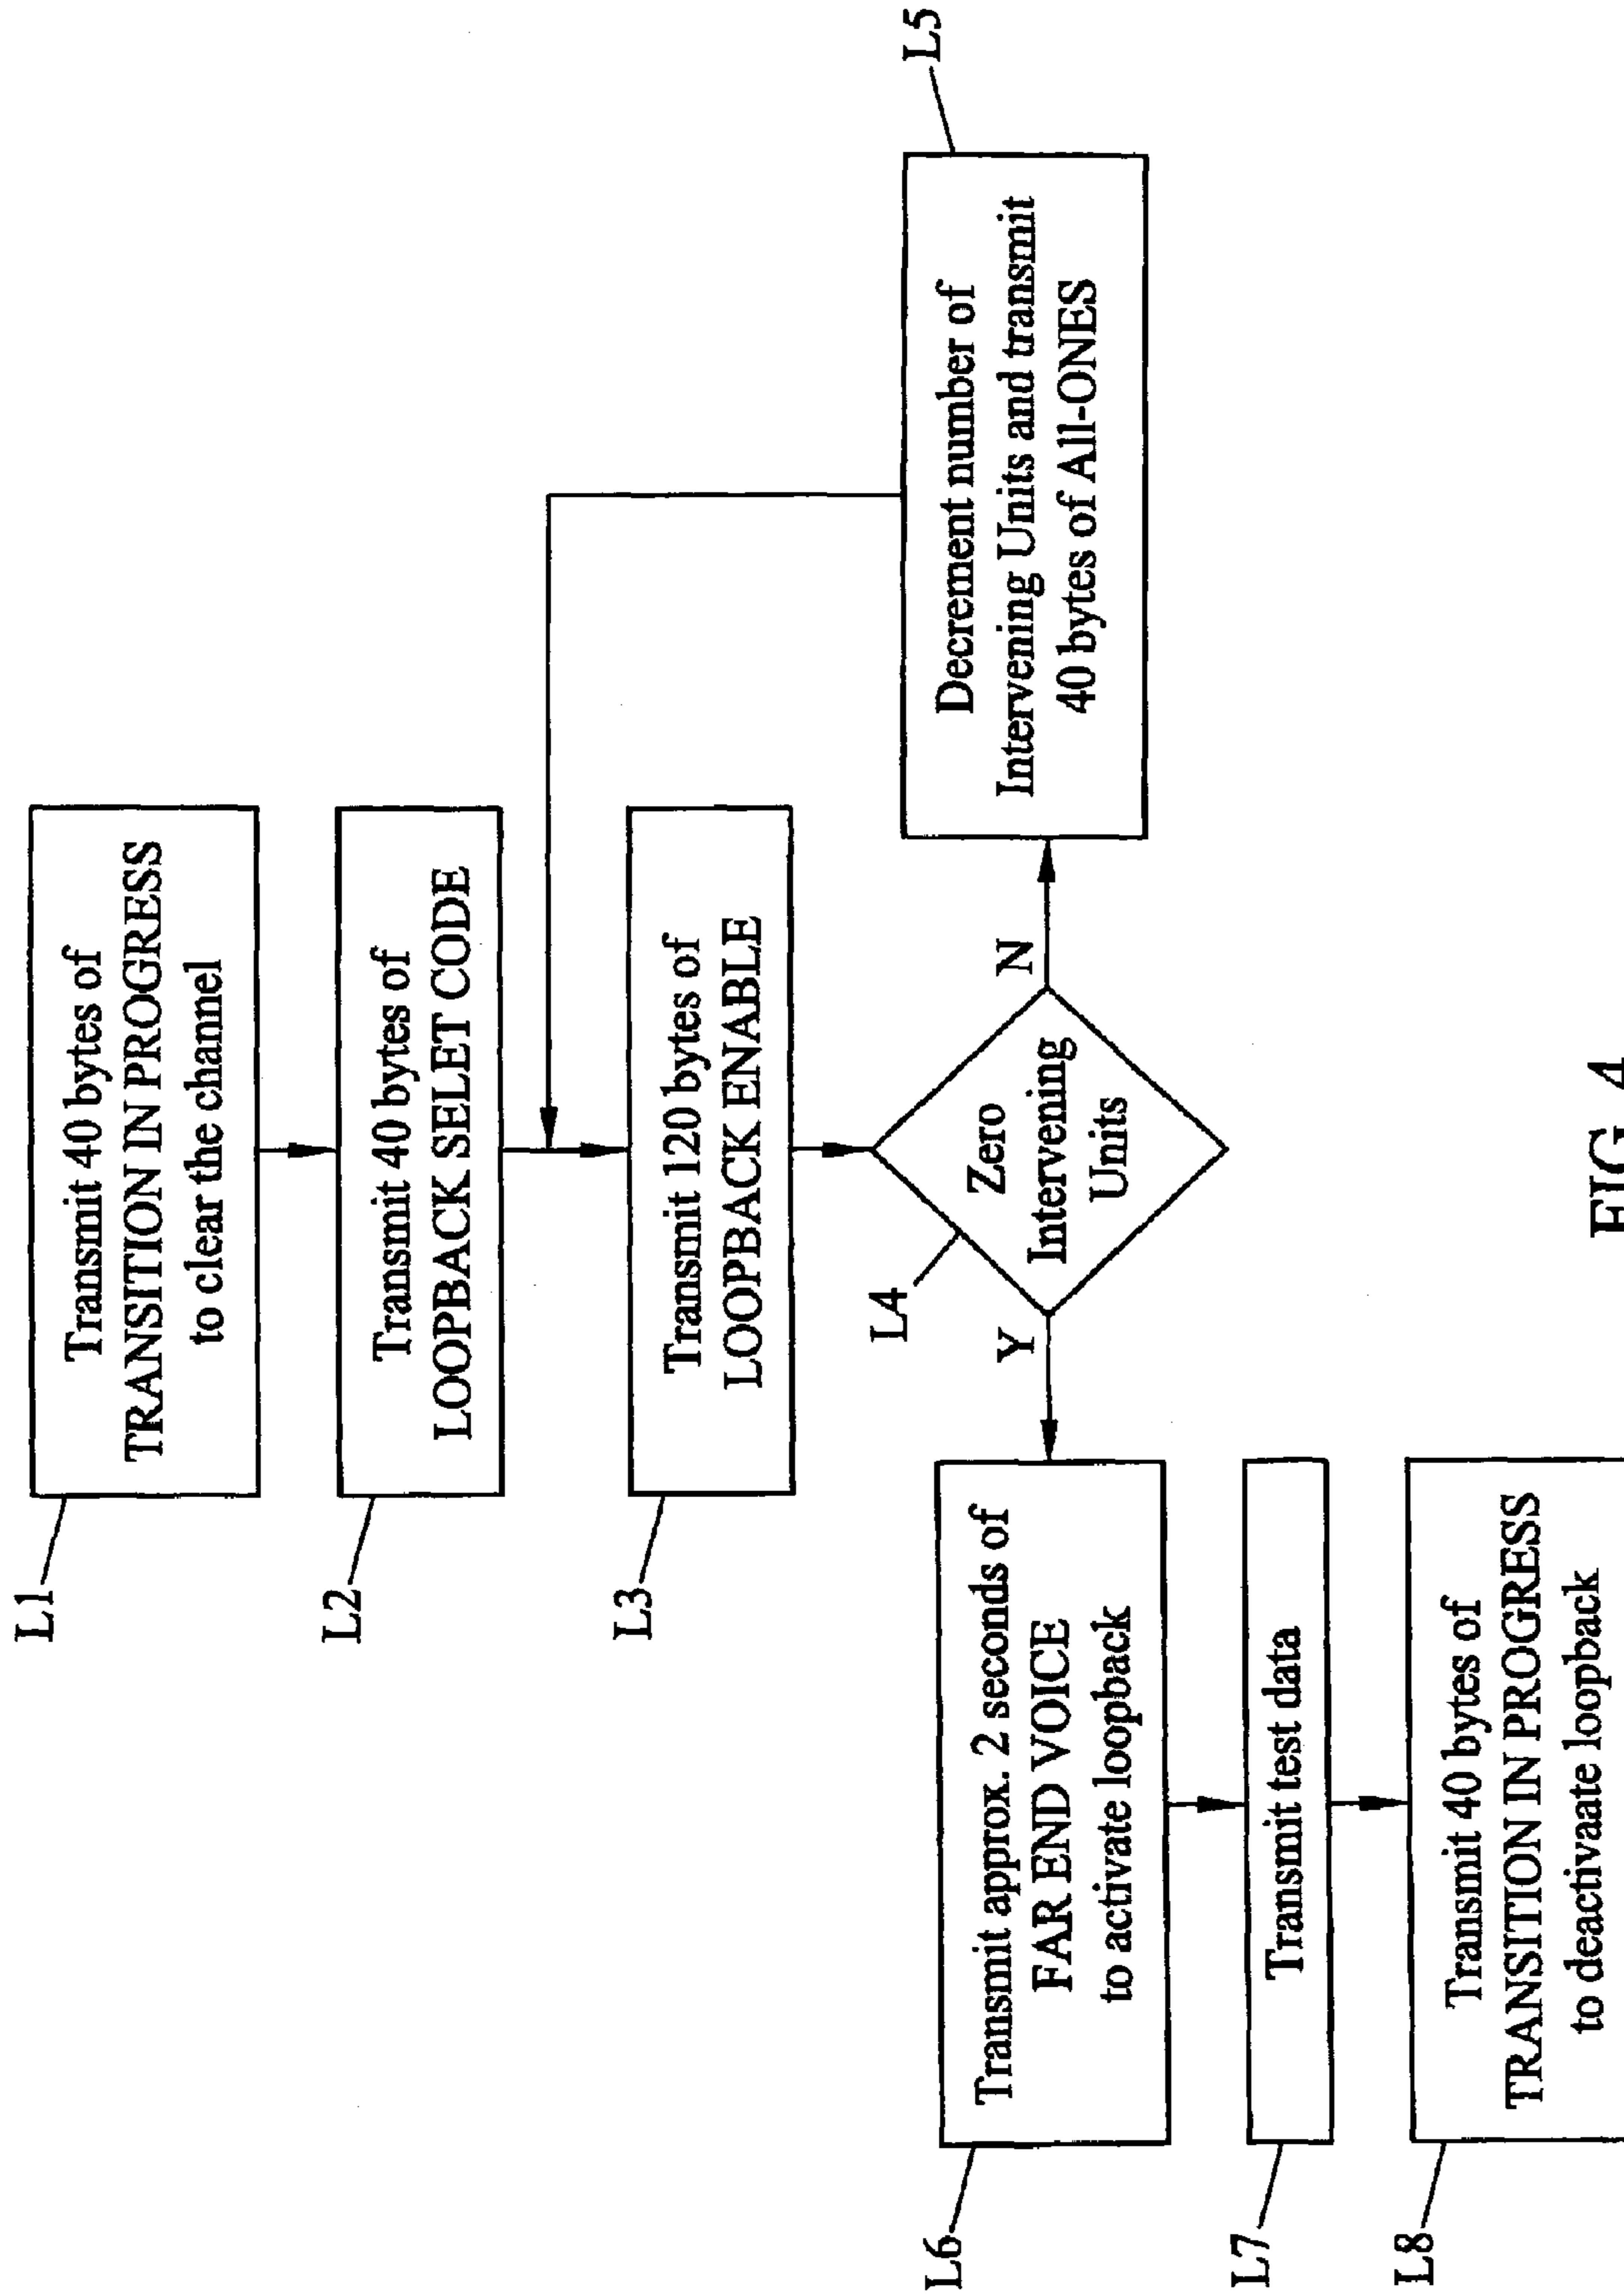 L1
Transmit 40 bytes of
TRANSITION IN PROGRESS
to clear the channel
L2
Transmit 40 bytes of
LOOPBACK SELET CODE
L3
Transmit 120 bytes of
LOOPBACK ENABLE
L4
Zero
Intervening
Units
Y
N
L5
Decrement number of
Intervening Units and transmit
40 bytes of All-ONES
L6
Transmit approx. 2 seconds of
FAR END VOICE
to activate loopback
L7
Transmit test data
L8
Transmit 40 bytes of
TRANSITION IN PROGRESS
to deactivaate loopback
FIG. 4